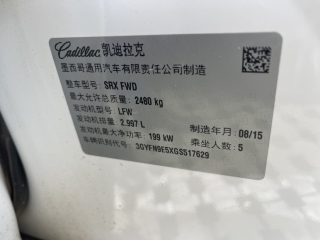 Cadillac 凯迪拉克
墨西哥通用汽车有限责任公司制造
整车型号: SRX FWD
最大允许总质量: 2480 kg
发动机型号: LFW
发动机排量: 2.997 L 制造年月: 08/15
发动机最大净功率: 199 kW 乘坐人数: 5
车辆识别代号: 3GYFN9E5XGS517629